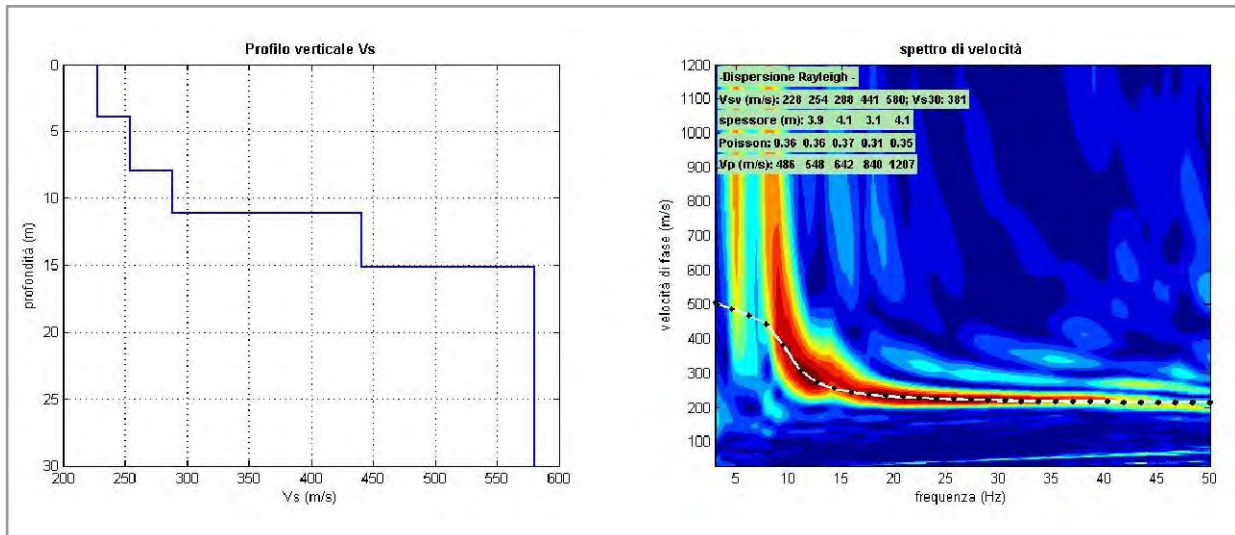 Profilo verticale Vs
0
5
10
15
20
25
30
profondità (m)
200 250 300 350 400 450 500 550 600
Vs (m/s)
spettro di velocità
-Dispersione Rayleigh -
Vsv (m/s): 228 254 288 441 580; Vs30: 381
spessore (m): 3.9 4.1 3.1 4.1
Poisson: 0.36 0.36 0.37 0.31 0.35
Vp (m/s): 486 548 642 840 1207
1200
1100
1000
900
800
700
600
500
400
300
200
100
velocità di fase (m/s)
5 10 15 20 25 30 35 40 45 50
frequenza (Hz)